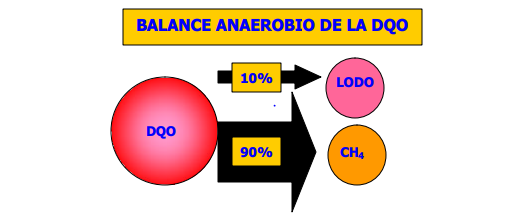 BALANCE ANAEROBIO DE LA DQO
10%
LODO
DQO
90%
CH₄